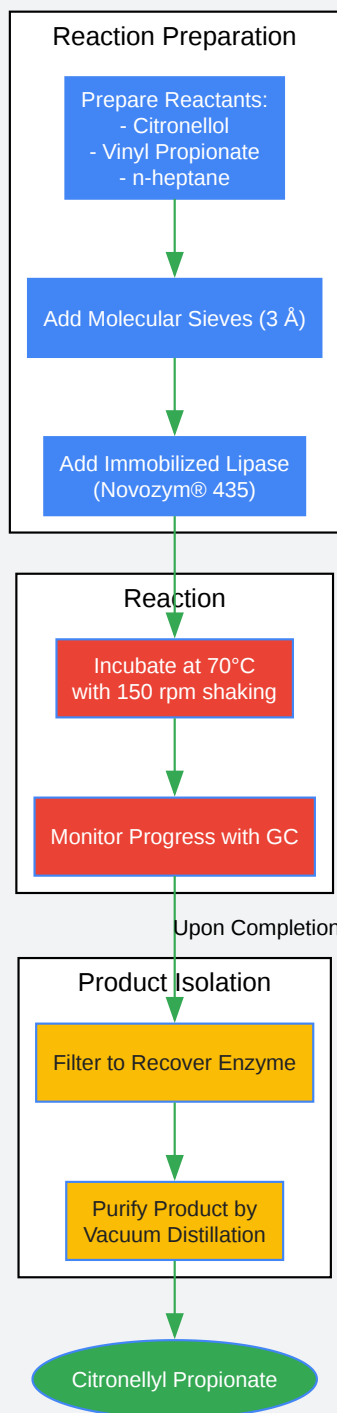 Reaction Preparation
Prepare Reactants:
- Citronellol
- Vinyl Propionate
- n-heptane
Add Molecular Sieves (3 Å)
Add Immobilized Lipase
(Novozym® 435)
Reaction
Incubate at 70°C
with 150 rpm shaking
Monitor Progress with GC
Upon Completion
Product Isolation
Filter to Recover Enzyme
Purify Product by
Vacuum Distillation
Citronellyl Propionate